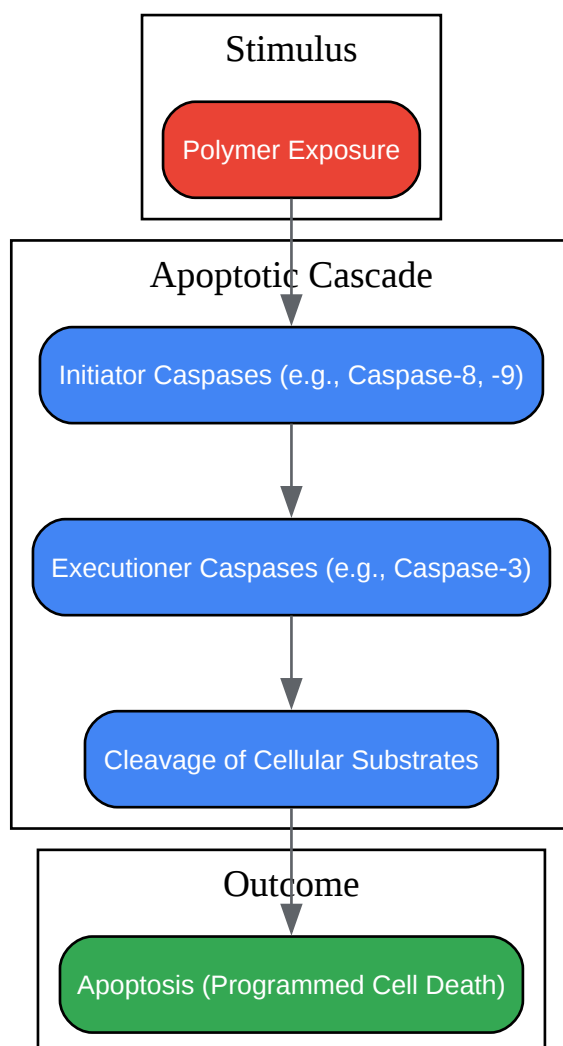 Stimulus
Polymer Exposure
Apoptotic Cascade
Initiator Caspases (e.g., Caspase-8, -9)
Executioner Caspases (e.g., Caspase-3)
Cleavage of Cellular Substrates
Outcome
Apoptosis (Programmed Cell Death)